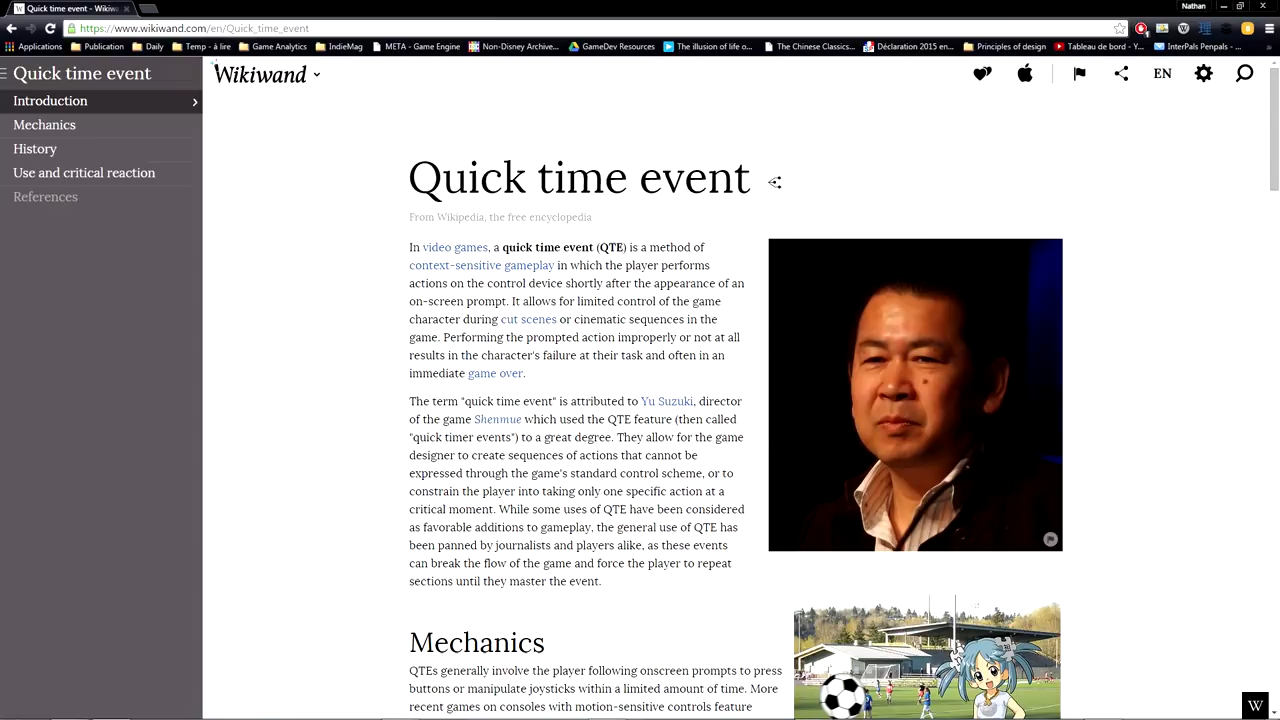 Nathan
Quick time event - Wikiw
https://www.wikiwand.com/en/Quick_time_event
Applications Publication Daily Temp - à lire Game Analytics IndieMag META - Game Engine Non-Disney Archive... GameDev Resources The illusion of life o... The Chinese Classics... Déclaration 2015 en... Principles of design Tableau de bord - Y... InterPals Penpals - ...
Quick time event
Introduction
Mechanics
History
Use and critical reaction
References
Wikiwand
EN
Quick time event
From Wikipedia, the free encyclopedia
In video games, a quick time event (QTE) is a method of
context-sensitive gameplay in which the player performs
actions on the control device shortly after the appearance of an
on-screen prompt. It allows for limited control of the game
character during cut scenes or cinematic sequences in the
game. Performing the prompted action improperly or not at all
results in the character's failure at their task and often in an
immediate game over.
The term "quick time event" is attributed to Yu Suzuki, director
of the game Shenmue which used the QTE feature (then called
"quick timer events") to a great degree. They allow for the game
designer to create sequences of actions that cannot be
expressed through the game's standard control scheme, or to
constrain the player into taking only one specific action at a
critical moment. While some uses of QTE have been considered
as favorable additions to gameplay, the general use of QTE has
been panned by journalists and players alike, as these events
can break the flow of the game and force the player to repeat
sections until they master the event.
Mechanics
QTEs generally involve the player following onscreen prompts to press
buttons or manipulate joysticks within a limited amount of time. More
recent games on consoles with motion-sensitive controls feature
W